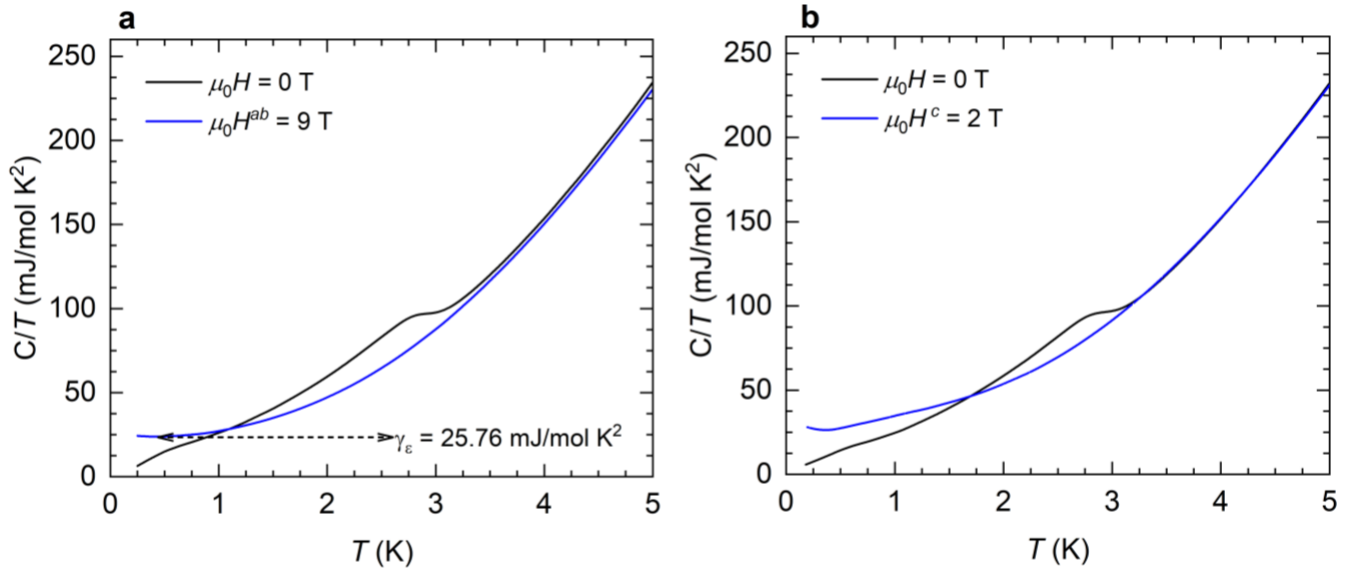 a
250
200
150
100
50
0
C/T (mJ/mol K²)
μ₀H = 0 T
μ₀Hᵃᵇ = 9 T
γ_ε = 25.76 mJ/mol K²
0 1 2 3 4 5
T (K)
b
250
200
150
100
50
0
C/T (mJ/mol K²)
μ₀H = 0 T
μ₀Hᶜ = 2 T
0 1 2 3 4 5
T (K)